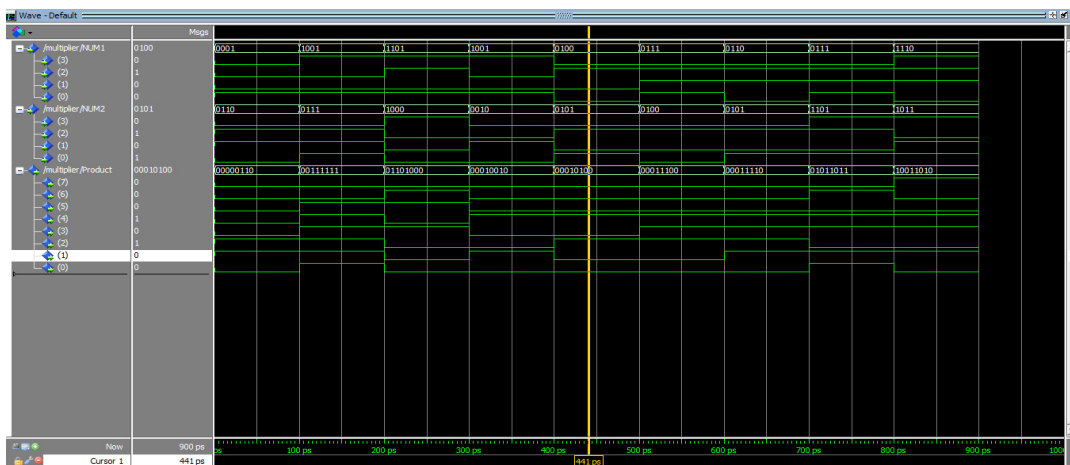 Wave - Default
Msgs
/multiplier/NUM1 0100 0001 1001 1101 1001 0100 0111 0110 0111 1110
(3) 0
(2) 1
(1) 0
(0) 0
/multiplier/NUM2 0101 0110 0111 1000 0010 0101 0100 0101 1101 1011
(3) 0
(2) 1
(1) 0
(0) 1
/multiplier/Product 00010100 00000110 00111111 01101000 00010010 00010100 00011100 00011110 01011011 10011010
(7) 0
(6) 0
(5) 0
(4) 1
(3) 0
(2) 1
(1) 0
(0) 0
Now 900 ps ps 100 ps 200 ps 300 ps 400 ps 500 ps 600 ps 700 ps 800 ps 900 ps 100
Cursor 1 441 ps 441 ps